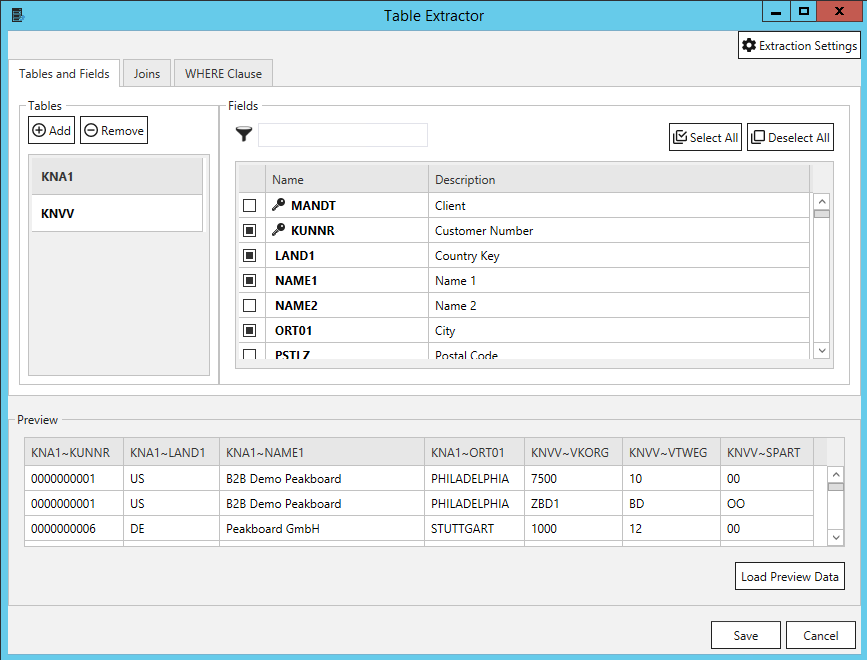 Table Extractor
Extraction Settings
Tables and Fields Joins WHERE Clause
Tables Fields
Add Remove
Select All Deselect All
KNA1
KNVV
Name Description
MANDT Client
KUNNR Customer Number
LAND1 Country Key
NAME1 Name 1
NAME2 Name 2
ORT01 City
PSTLZ Postal Code
Preview
KNA1~KUNNR KNA1~LAND1 KNA1~NAME1 KNA1~ORT01 KNVV~VKORG KNVV~VTWEG KNVV~SPART
0000000001 US B2B Demo Peakboard PHILADELPHIA 7500 10 00
0000000001 US B2B Demo Peakboard PHILADELPHIA ZBD1 BD OO
0000000006 DE Peakboard GmbH STUTTGART 1000 12 00
Load Preview Data
Save Cancel